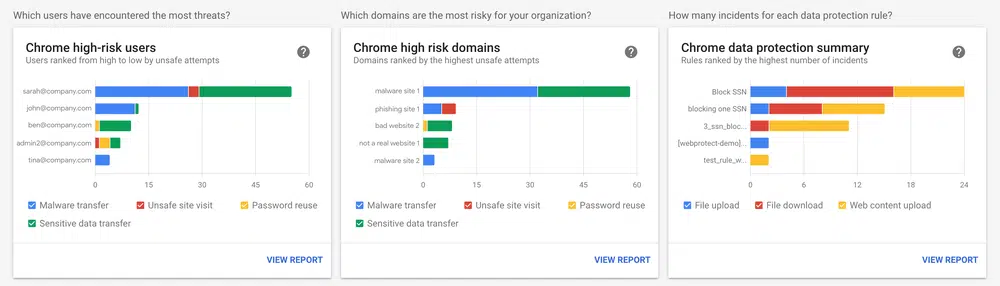 Which users have encountered the most threats?
Chrome high-risk users
Users ranked from high to low by unsafe attempts
sarah@company.com
john@company.com
ben@company.com
admin2@company.com
tina@company.com
0 15 30 45 60
Malware transfer Unsafe site visit Password reuse
Sensitive data transfer
VIEW REPORT
Which domains are the most risky for your organization?
Chrome high risk domains
Domains ranked by the highest unsafe attempts
malware site 1
phishing site 1
bad website 2
not a real website 1
malware site 2
0 15 30 45 60
Malware transfer Unsafe site visit Password reuse
Sensitive data transfer
VIEW REPORT
How many incidents for each data protection rule?
Chrome data protection summary
Rules ranked by the highest number of incidents
Block SSN
blocking one SSN
3_ssn_bloc...
[webprotect-demo]...
test_rule_w...
0 6 12 18 24
File upload File download Web content upload
VIEW REPORT